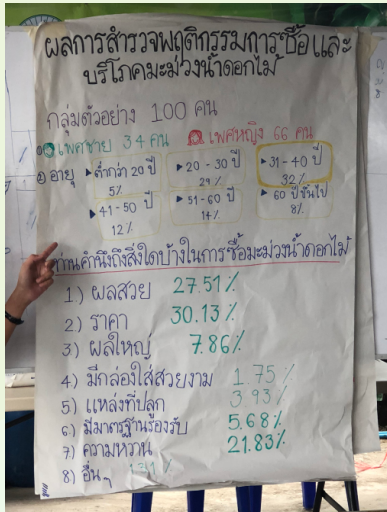 ผลการสำรวจพฤติกรรมการซื้อและ
บริโภคมะม่วงน้ำดอกไม้
กลุ่มตัวอย่าง 100 คน
① เพศชาย 34 คน เพศหญิง 66 คน
② อายุ ▸ ต่ำกว่า 20 ปี ▸ 20 - 30 ปี ▸ 31 - 40 ปี
5% 29% 32%
▸ 41 - 50 ปี ▸ 51 - 60 ปี ▸ 60 ปีขึ้นไป
12% 14% 8%
ท่านคำนึงถึงสิ่งใดบ้างในการซื้อมะม่วงน้ำดอกไม้
1) ผลสวย 27.51%
2) ราคา 30.13%
3) ผลใหญ่ 7.86%
4) มีกล่องใส่สวยงาม 1.75%
5) แหล่งที่ปลูก 3.93%
6) มีมาตรฐานรองรับ 5.68%
7) ความหวาน 21.83%
8) อื่นๆ 1.31%